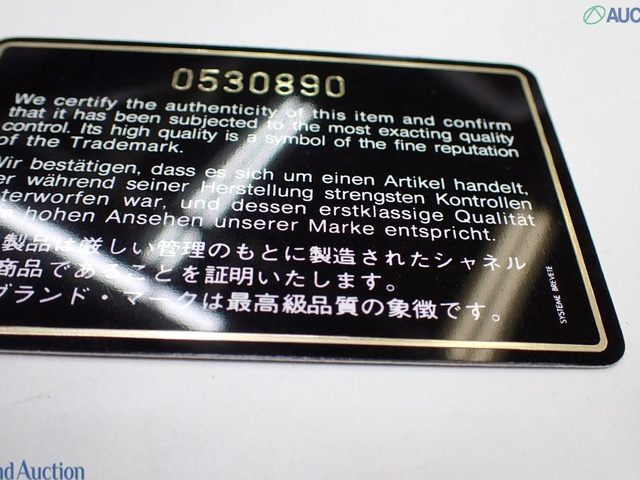 AUC
0530890
We certify the authenticity of this item and confirm
that it has been subjected to the most exacting quality
control. Its high quality is a symbol of the fine reputation
of the Trademark.
Wir bestätigen, dass es sich um einen Artikel handelt,
er während seiner Herstellung strengsten Kontrollen
terworfen war, und dessen erstklassige Qualität
m hohen Ansehen unserer Marke entspricht.
製品は厳しい管理のもとに製造されたシャネル
商品であることを証明いたします。
ブランド・マークは最高級品質の象徴です。
SYSTEME BREVETE
nd Auction